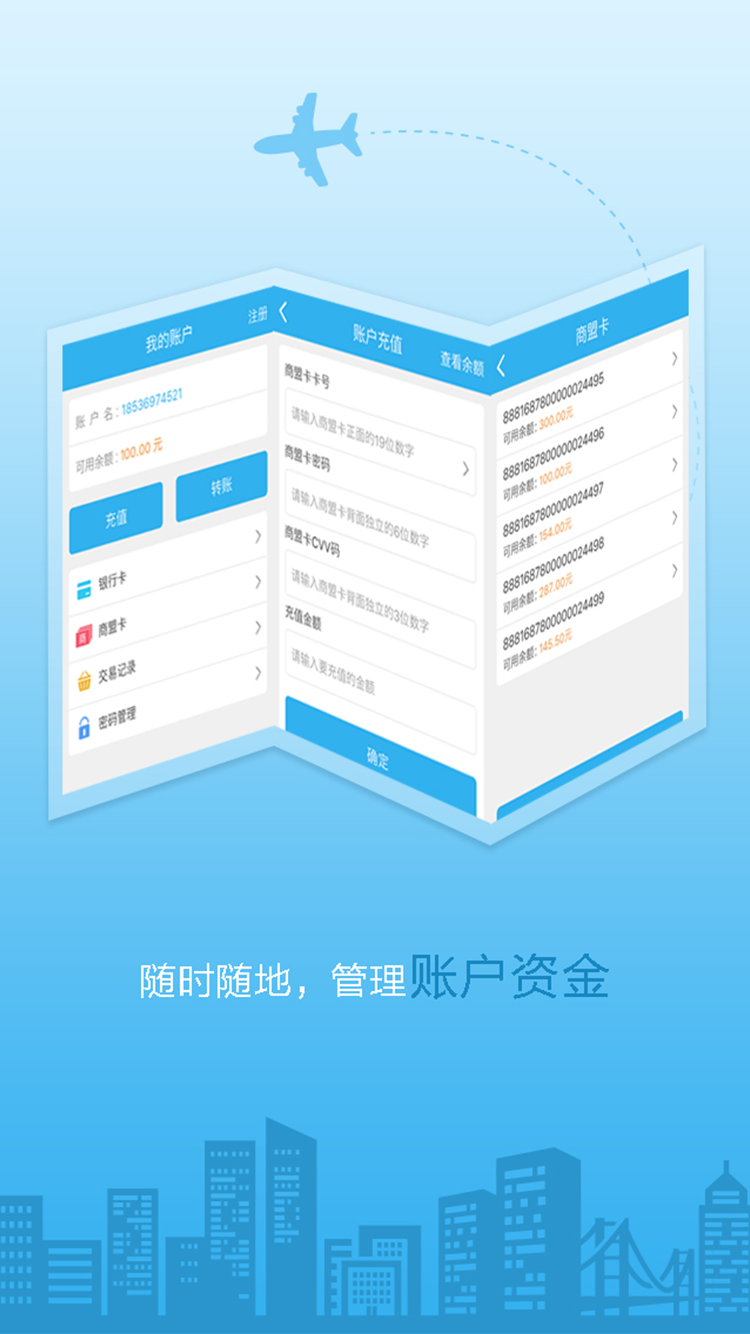 我的账户
注册
账 户 名：18536974521
可用余额：100.00 元
充值
转账
银行卡
商盟卡
交易记录
密码管理
账户充值
查看余额
商盟卡卡号
请输入商盟卡正面的19位数字
商盟卡密码
请输入商盟卡背面独立的6位数字
商盟卡CVV码
请输入商盟卡背面独立的3位数字
充值金额
请输入要充值的金额
确定
商盟卡
8881687800000024495
可用余额: 300.00元
8881687800000024496
可用余额: 100.00元
8881687800000024497
可用余额: 154.00元
8881687800000024498
可用余额: 287.00元
8881687800000024499
可用余额: 145.50元
随时随地，管理账户资金